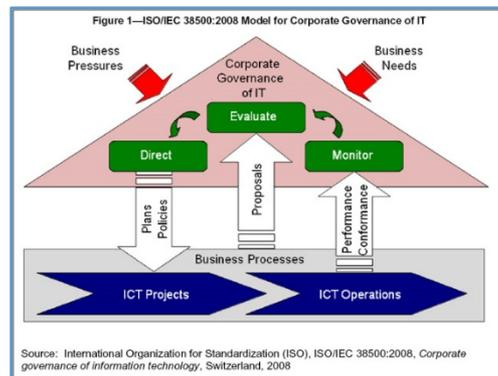 Figure 1—ISO/IEC 38500:2008 Model for Corporate Governance of IT
Business
Pressures
Business
Needs
Corporate
Governance
of IT
Evaluate
Direct
Monitor
Plans
Policies
Proposals
Performance
Conformance
Business Processes
ICT Projects
ICT Operations
Source: International Organization for Standardization (ISO), ISO/IEC 38500:2008, Corporate
governance of information technology, Switzerland, 2008